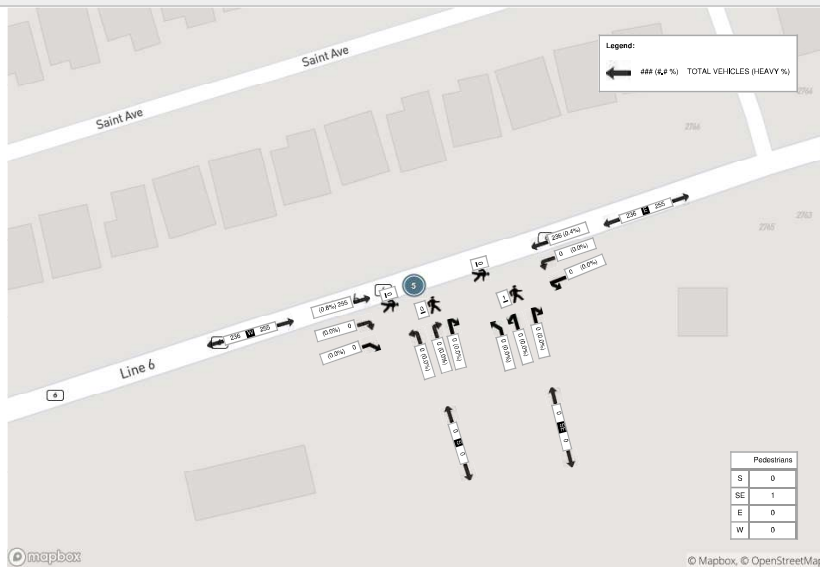 Saint Ave
Saint Ave
Legend:
### (#.# %) TOTAL VEHICLES (HEAVY %)
2764
2766
2765
2763
236 E 255
236 (0.4%)
0 (0.0%)
0 (0.0%)
5
(0.8%) 255
(0.0%) 0
(0.0%) 0
236 W 255
Line 6
6
1
0 (0.0%)
0 (0.0%)
0 (0.0%)
0 (0.0%)
0 (0.0%)
0 (0.0%)
0 S 0
0 SE 0
Pedestrians
S 0
SE 1
E 0
W 0
mapbox
© Mapbox, © OpenStreetMap